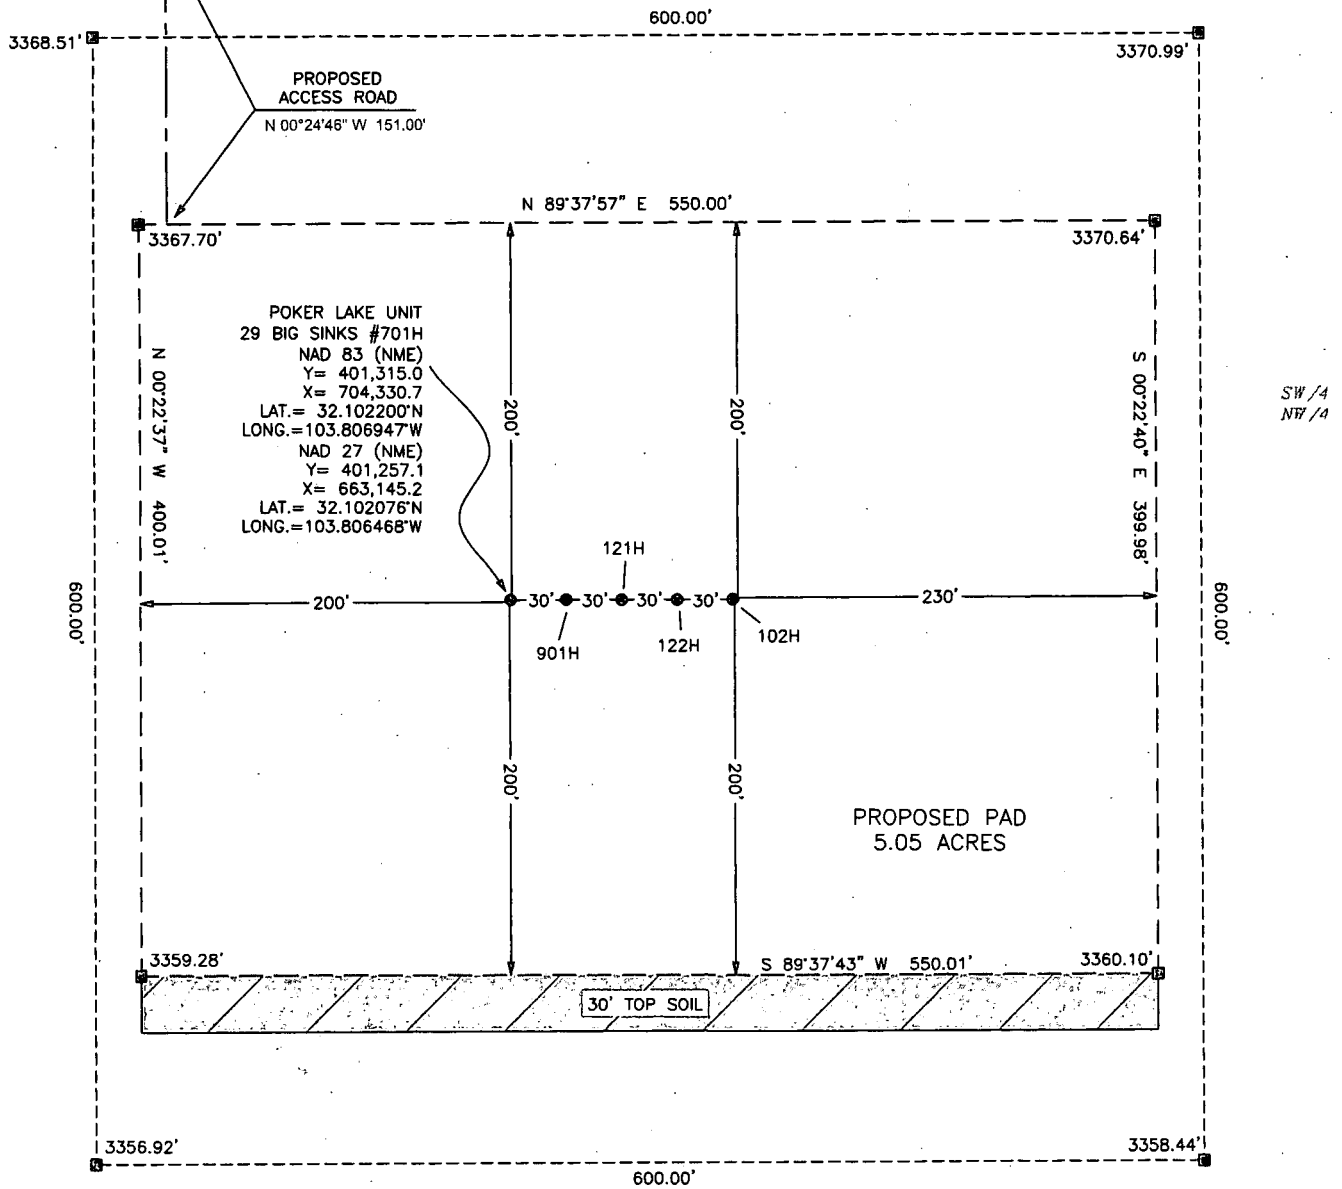 600.00'
3368.51'
3370.99'
PROPOSED
ACCESS ROAD
N 00°24'46" W 151.00'
N 89°37'57" E 550.00'
3367.70'
3370.64'
POKER LAKE UNIT
29 BIG SINKS #701H
NAD 83 (NME)
Y= 401,315.0
X= 704,330.7
LAT.= 32.102200°N
LONG.=103.806947°W
NAD 27 (NME)
Y= 401,257.1
X= 663,145.2
LAT.= 32.102076°N
LONG.=103.806468°W
N 00°22'37" W 400.01'
200'
200'
S 00°22'40" E 399.98'
SW/4
NW/4
121H
600.00'
200'
30'
30'
30'
30'
230'
600.00'
901H
122H
102H
200'
200'
PROPOSED PAD
5.05 ACRES
3359.28'
S 89°37'43" W 550.01'
3360.10'
30' TOP SOIL
3356.92'
3358.44'
600.00'